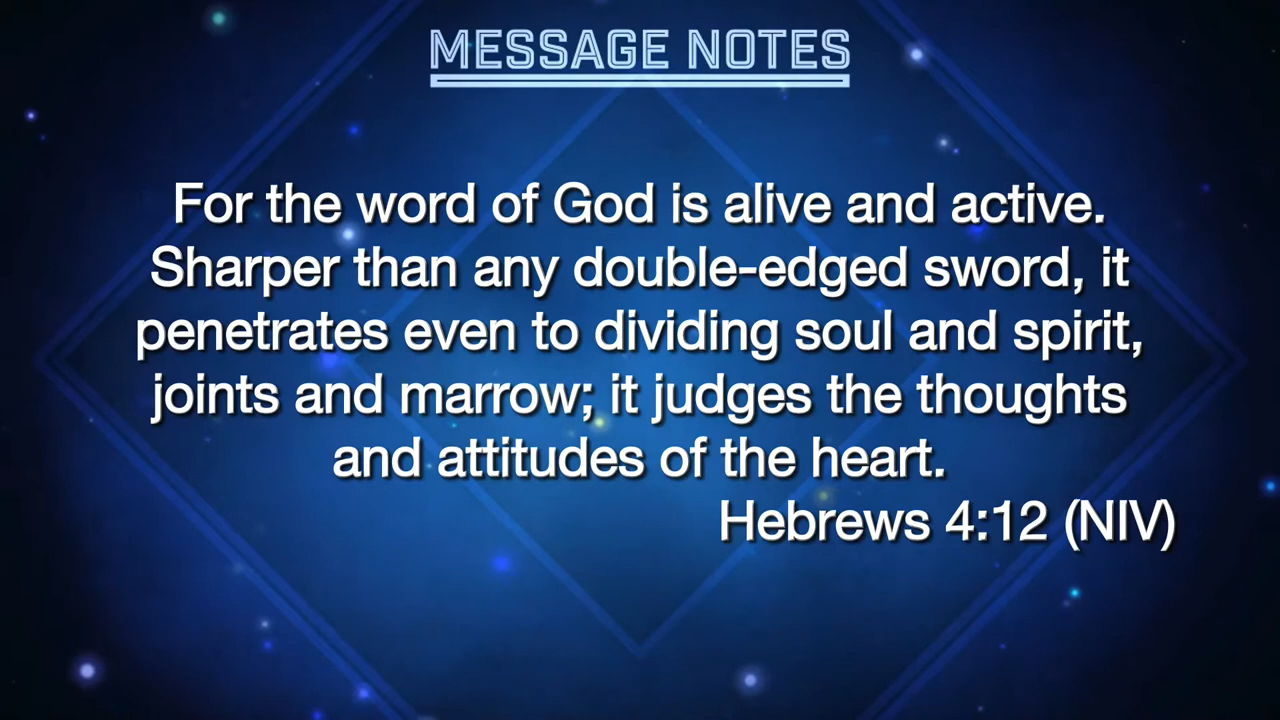 MESSAGE NOTES
For the word of God is alive and active.
Sharper than any double-edged sword, it
penetrates even to dividing soul and spirit,
joints and marrow; it judges the thoughts
and attitudes of the heart.
Hebrews 4:12 (NIV)